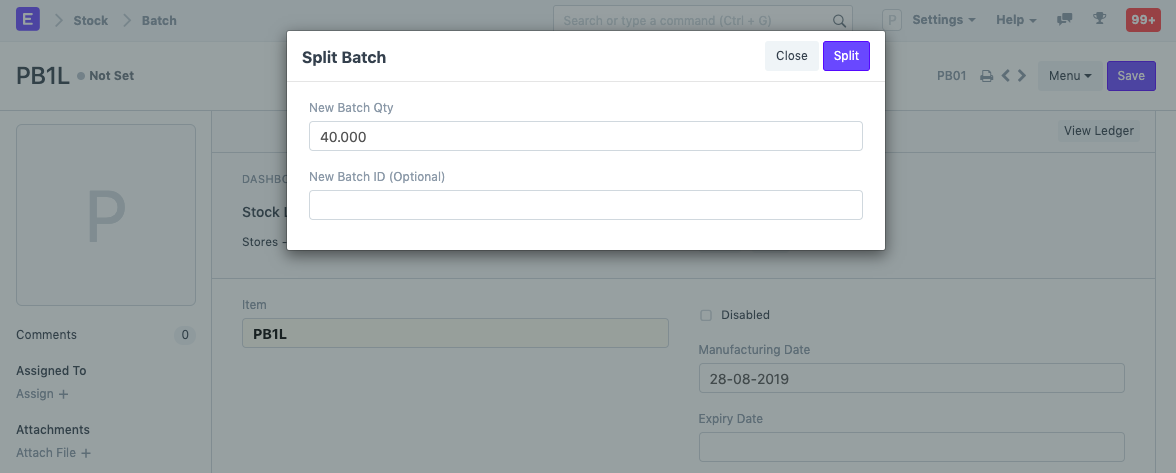 E Stock Batch Search or type a command (Ctrl + G) P Settings Help 99+
Split Batch Close Split
PB1L Not Set PB01 Menu Save
New Batch Qty
40.000
View Ledger
New Batch ID (Optional)
DASHBO
P
Stock
Stores -
Item
Disabled
Comments 0
PB1L
Manufacturing Date
Assigned To
28-08-2019
Assign +
Expiry Date
Attachments
Attach File +